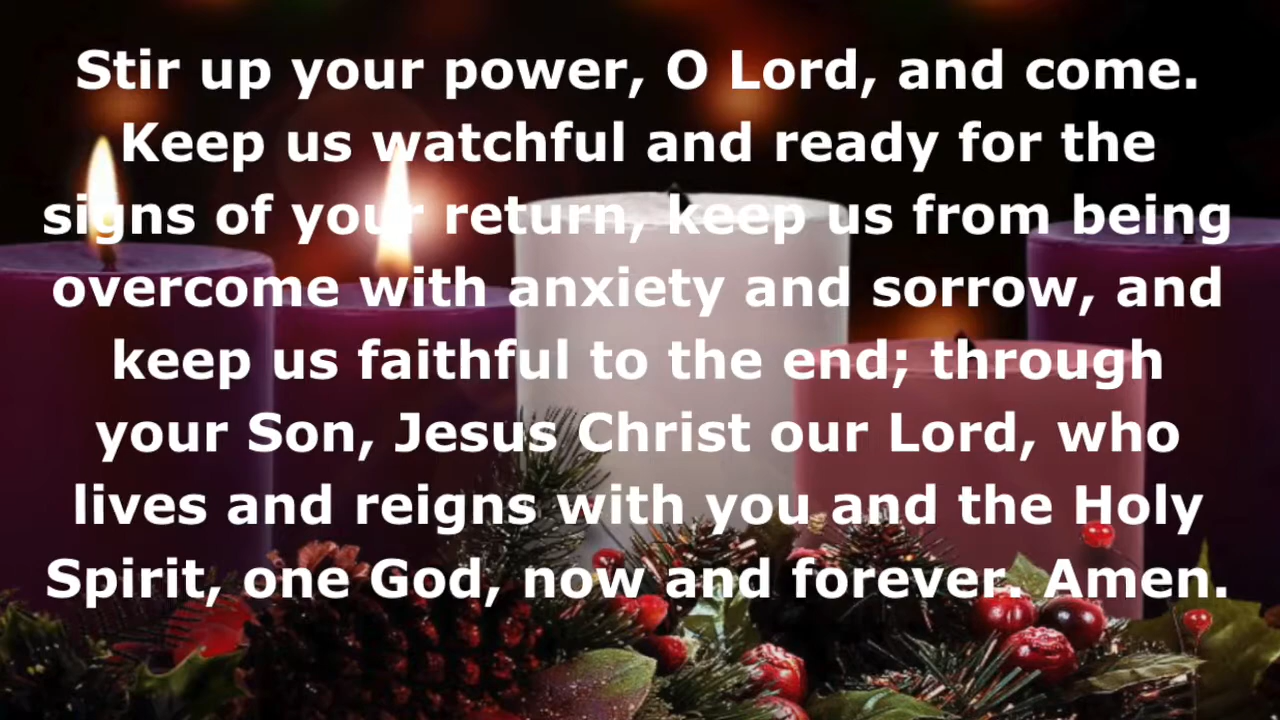 Stir up your power, O Lord, and come.
Keep us watchful and ready for the
signs of your return, keep us from being
overcome with anxiety and sorrow, and
keep us faithful to the end; through
your Son, Jesus Christ our Lord, who
lives and reigns with you and the Holy
Spirit, one God, now and forever. Amen.